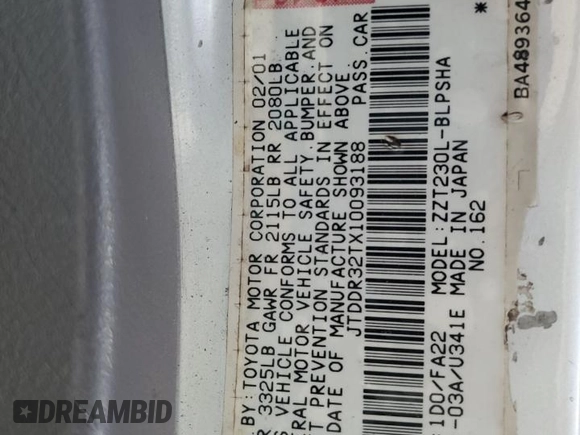 BY: TOYOTA MOTOR CORPORATION 02/01
3325LB GAWR FR 2115LB RR 2080LB
VEHICLE CONFORMS TO ALL APPLICABLE
MOTOR VEHICLE SAFETY, BUMPER, AND
PREVENTION STANDARDS IN EFFECT ON
DATE OF MANUFACTURE SHOWN ABOVE.
JTDDR32TX10093188 PASS. CAR
*
1D0/FA22 MODEL:ZZT230L-BLPSHA
-03A/U341E MADE IN JAPAN
NO.162
BA489364
DREAMBID